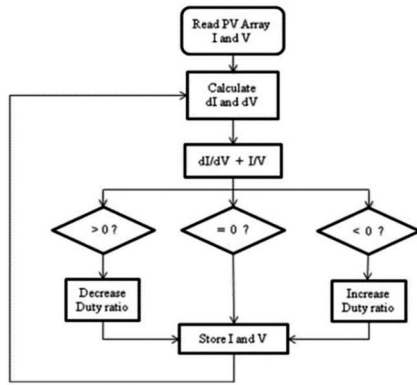 Read PV Array
I and V
Calculate
dI and dV
dI/dV + I/V
> 0 ?
= 0 ?
< 0 ?
Decrease
Duty ratio
Increase
Duty ratio
Store I and V